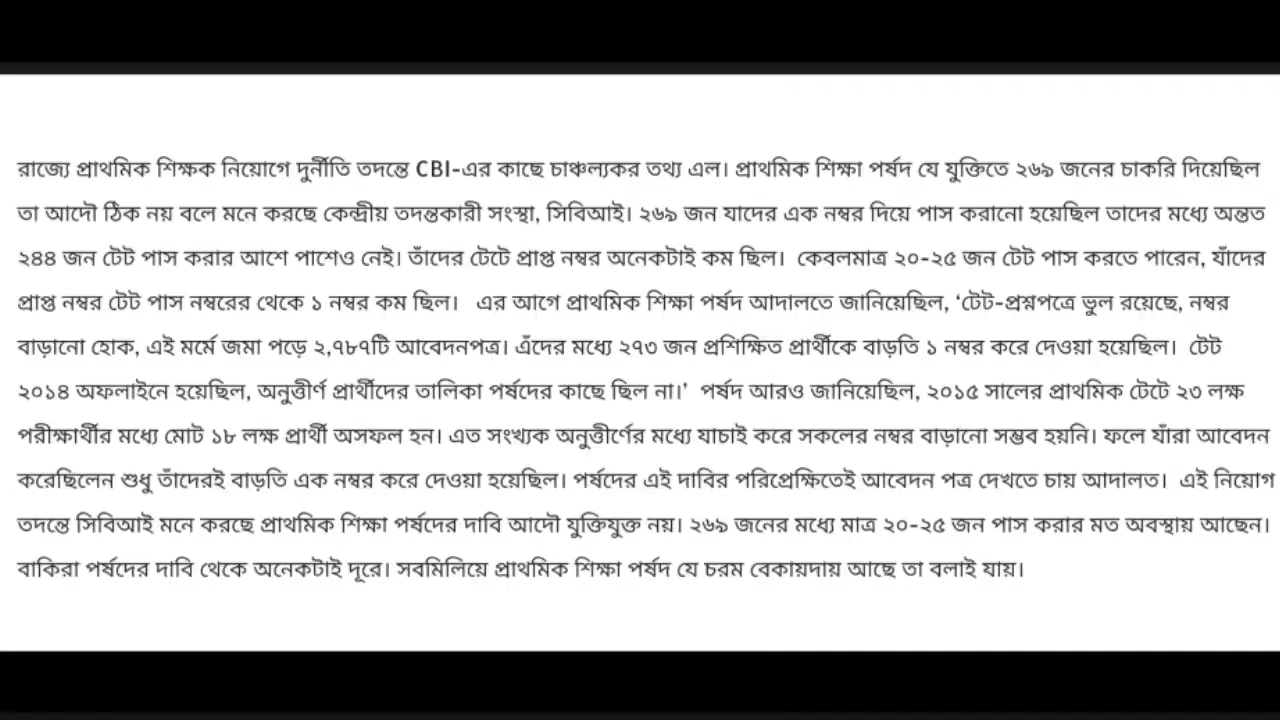 রাজ্যে প্রাথমিক শিক্ষক নিয়োগে দুর্নীতি তদন্তে CBI-এর কাছে চাঞ্চল্যকর তথ্য এল। প্রাথমিক শিক্ষা পর্ষদ যে যুক্তিতে ২৬৯ জনের চাকরি দিয়েছিল
তা আদৌ ঠিক নয় বলে মনে করছে কেন্দ্রীয় তদন্তকারী সংস্থা, সিবিআই। ২৬৯ জন যাদের এক নম্বর দিয়ে পাস করানো হয়েছিল তাদের মধ্যে অন্তত
২৪৪ জন টেট পাস করার আশে পাশেও নেই। তাঁদের টেটে প্রাপ্ত নম্বর অনেকটাই কম ছিল। কেবলমাত্র ২০-২৫ জন টেট পাস করতে পারেন, যাঁদের
প্রাপ্ত নম্বর টেট পাস নম্বরের থেকে ১ নম্বর কম ছিল। এর আগে প্রাথমিক শিক্ষা পর্ষদ আদালতে জানিয়েছিল, ‘টেট-প্রশ্নপত্রে ভুল রয়েছে, নম্বর
বাড়ানো হোক, এই মর্মে জমা পড়ে ২,৭৮৭টি আবেদনপত্র। এঁদের মধ্যে ২৭৩ জন প্রশিক্ষিত প্রার্থীকে বাড়তি ১ নম্বর করে দেওয়া হয়েছিল। টেট
২০১৪ অফলাইনে হয়েছিল, অনুত্তীর্ণ প্রার্থীদের তালিকা পর্ষদের কাছে ছিল না।’ পর্ষদ আরও জানিয়েছিল, ২০১৫ সালের প্রাথমিক টেটে ২৩ লক্ষ
পরীক্ষার্থীর মধ্যে মোট ১৮ লক্ষ প্রার্থী অসফল হন। এত সংখ্যক অনুত্তীর্ণের মধ্যে যাচাই করে সকলের নম্বর বাড়ানো সম্ভব হয়নি। ফলে যাঁরা আবেদন
করেছিলেন শুধু তাঁদেরই বাড়তি এক নম্বর করে দেওয়া হয়েছিল। পর্ষদের এই দাবির পরিপ্রেক্ষিতেই আবেদন পত্র দেখতে চায় আদালত। এই নিয়োগ
তদন্তে সিবিআই মনে করছে প্রাথমিক শিক্ষা পর্ষদের দাবি আদৌ যুক্তিযুক্ত নয়। ২৬৯ জনের মধ্যে মাত্র ২০-২৫ জন পাস করার মত অবস্থায় আছেন।
বাকিরা পর্ষদের দাবি থেকে অনেকটাই দূরে। সবমিলিয়ে প্রাথমিক শিক্ষা পর্ষদ যে চরম বেকায়দায় আছে তা বলাই যায়।